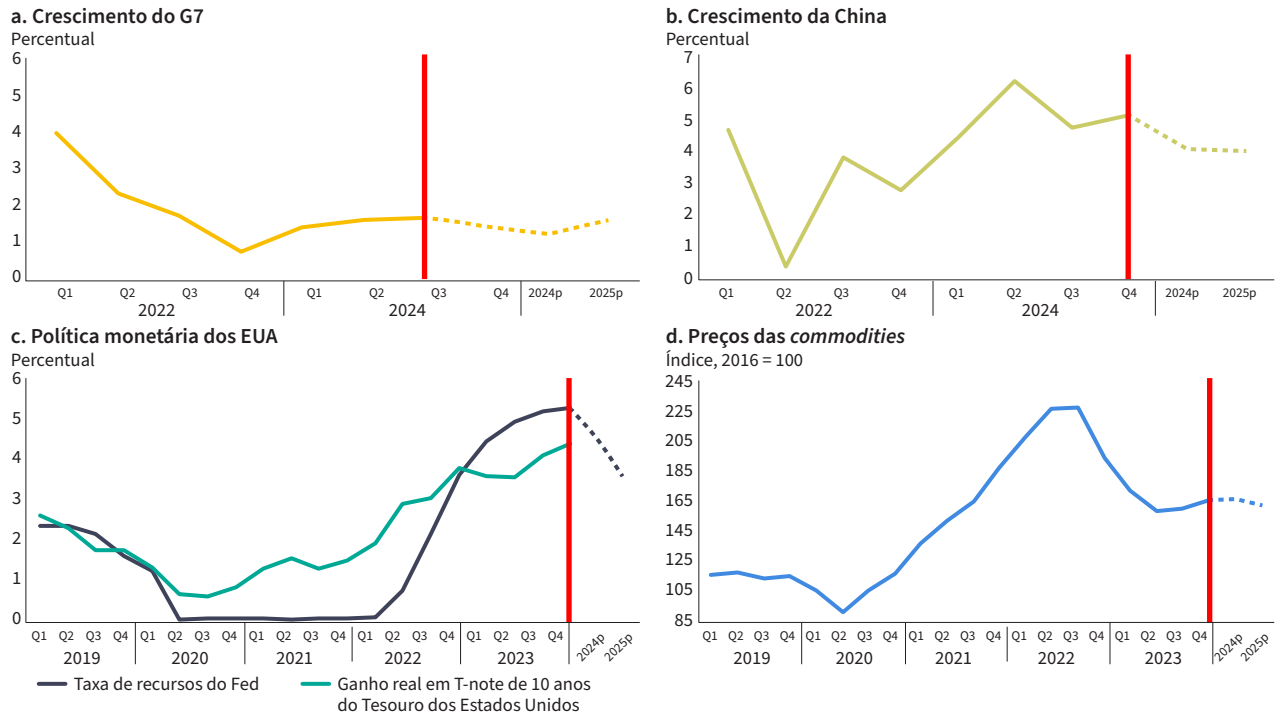 a. Crescimento do G7
Percentual
6
5
4
3
2
1
0
Q1 Q2 Q3 Q4 Q1 Q2 Q3 Q4 2024p 2025p
2022 2024
b. Crescimento da China
Percentual
7
6
5
4
3
2
1
0
Q1 Q2 Q3 Q4 Q1 Q2 Q3 Q4 2024p 2025p
2022 2024
c. Política monetária dos EUA
Percentual
6
5
4
3
2
1
0
Q1 Q2 Q3 Q4 Q1 Q2 Q3 Q4 Q1 Q2 Q3 Q4 Q1 Q2 Q3 Q4 Q1 Q2 Q3 Q4 2024p 2025p
2019 2020 2021 2022 2023
Taxa de recursos do Fed
Ganho real em T-note de 10 anos
do Tesouro dos Estados Unidos
d. Preços das commodities
Índice, 2016 = 100
245
225
205
185
165
145
125
105
85
Q1 Q2 Q3 Q4 Q1 Q2 Q3 Q4 Q1 Q2 Q3 Q4 Q1 Q2 Q3 Q4 Q1 Q2 Q3 Q4 2024p 2025p
2019 2020 2021 2022 2023